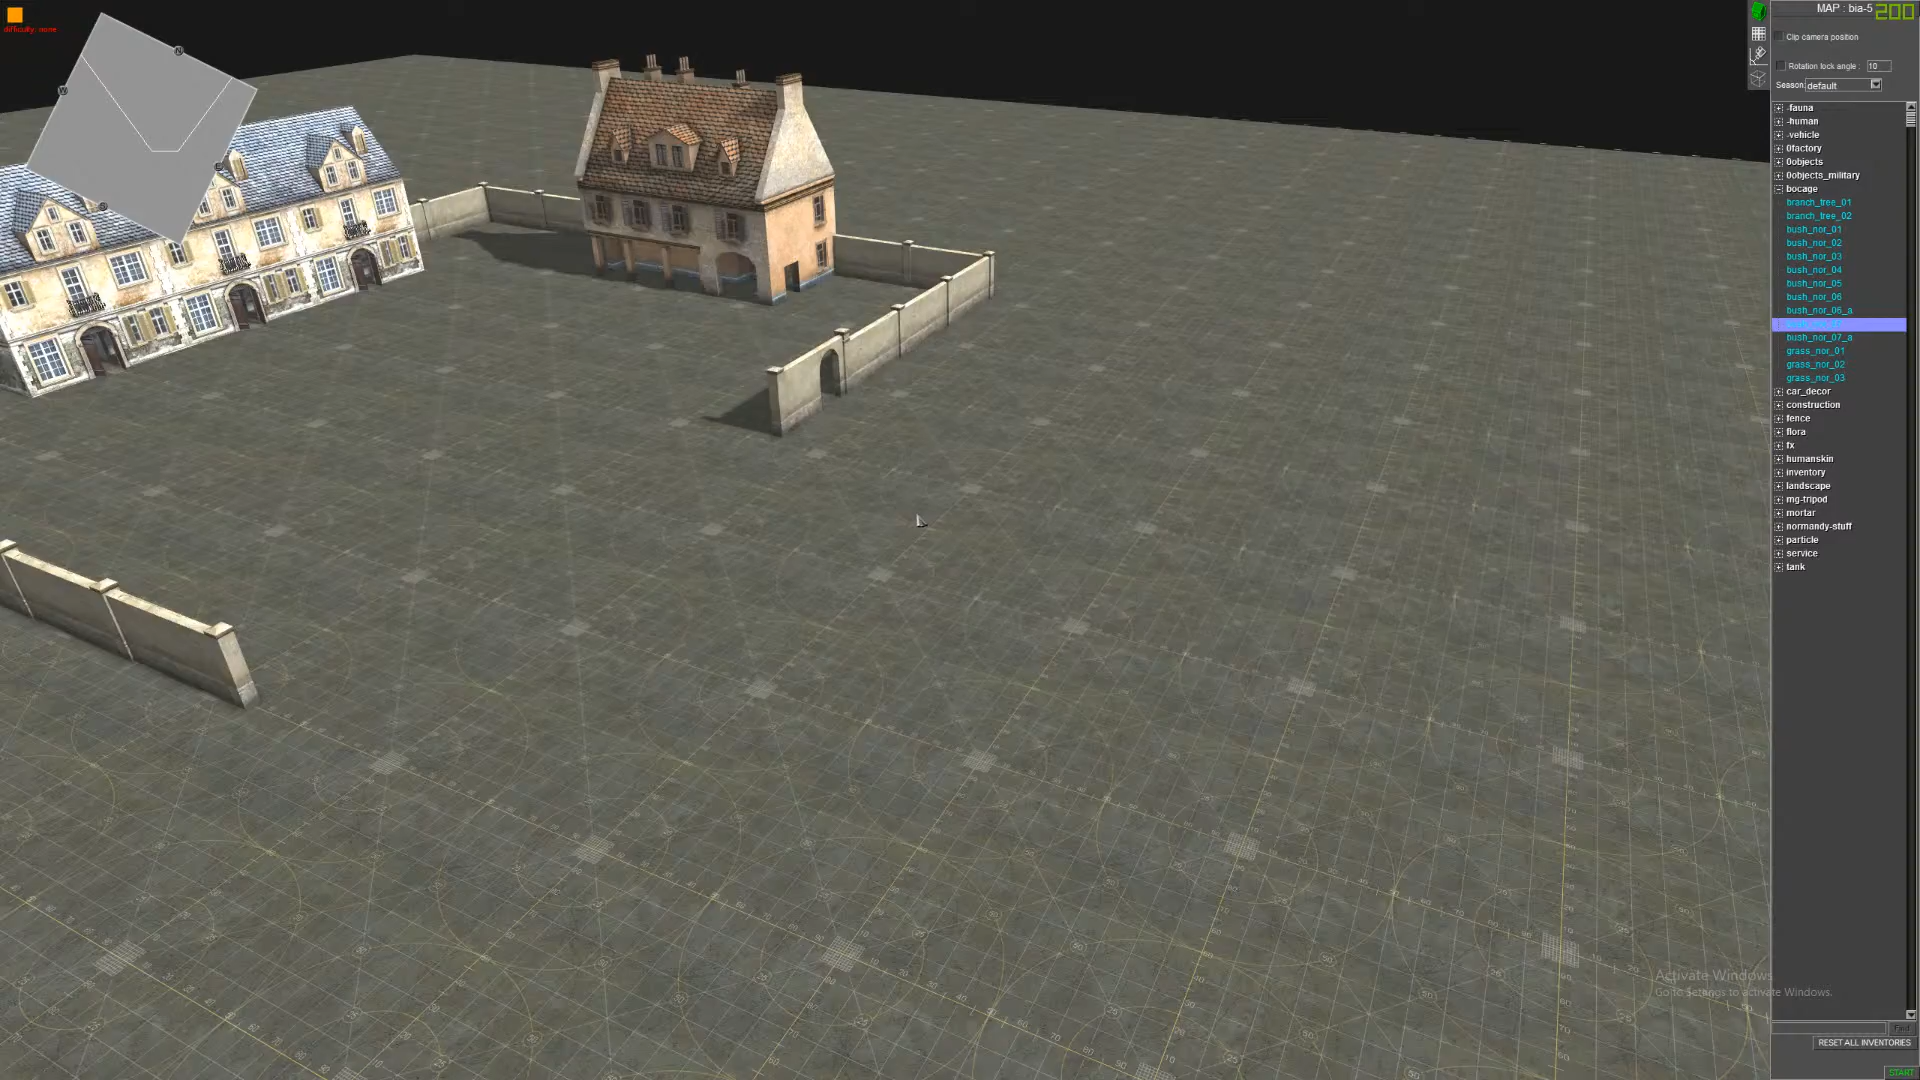 difficulty: none
MAP : bia-5
200
Clip camera position
Rotation lock angle : 10
Season: default
-fauna
-human
-vehicle
0factory
0objects
0objects_military
bocage
branch_tree_01
branch_tree_02
bush_nor_01
bush_nor_02
bush_nor_03
bush_nor_04
bush_nor_05
bush_nor_06
bush_nor_06_a
bush_nor_07_a
grass_nor_01
grass_nor_02
grass_nor_03
car_decor
construction
fence
flora
fx
humanskin
inventory
landscape
mg-tripod
mortar
normandy-stuff
particle
service
tank
Activate Windows
Go to Settings to activate Windows.
Find
RESET ALL INVENTORIES
START